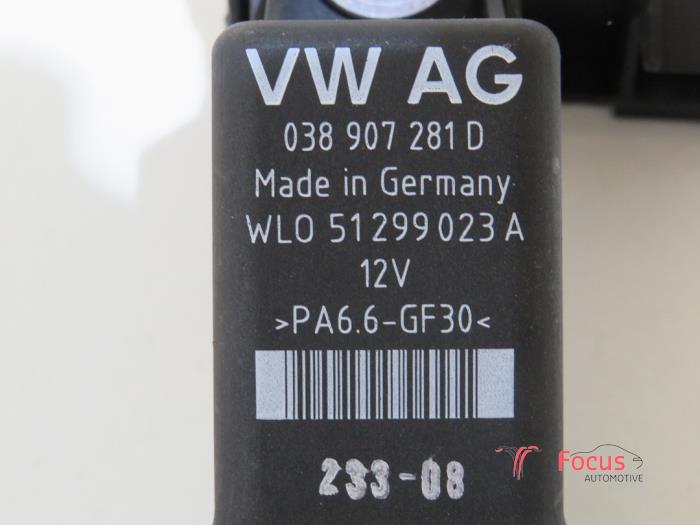 VW AG
038 907 281 D
Made in Germany
WLO 51299023 A
12V
>PA6.6-GF30<
233-08
Focus
AUTOMOTIVE